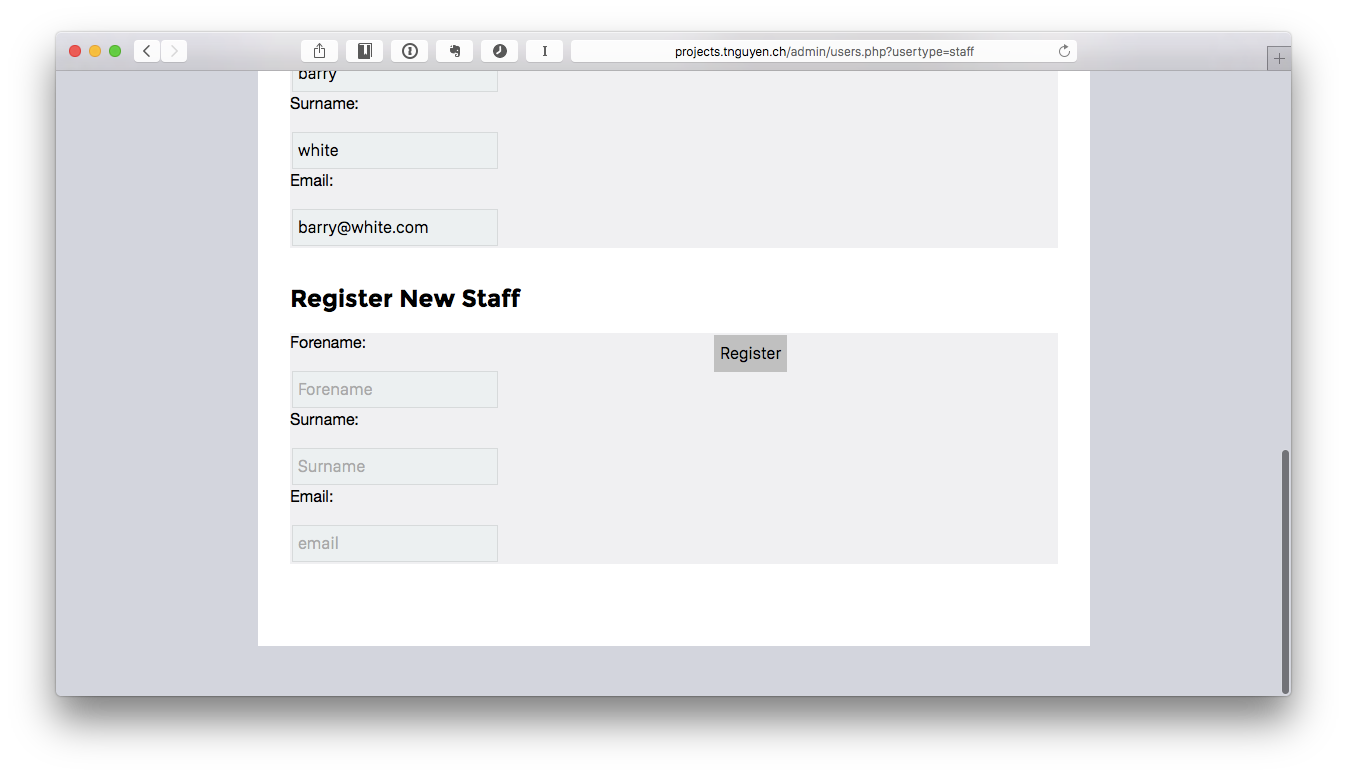 projects.tnguyen.ch/admin/users.php?usertype=staff
barry
Surname:
white
Email:
barry@white.com
Register New Staff
Forename:
Register
Forename
Surname:
Surname
Email:
email